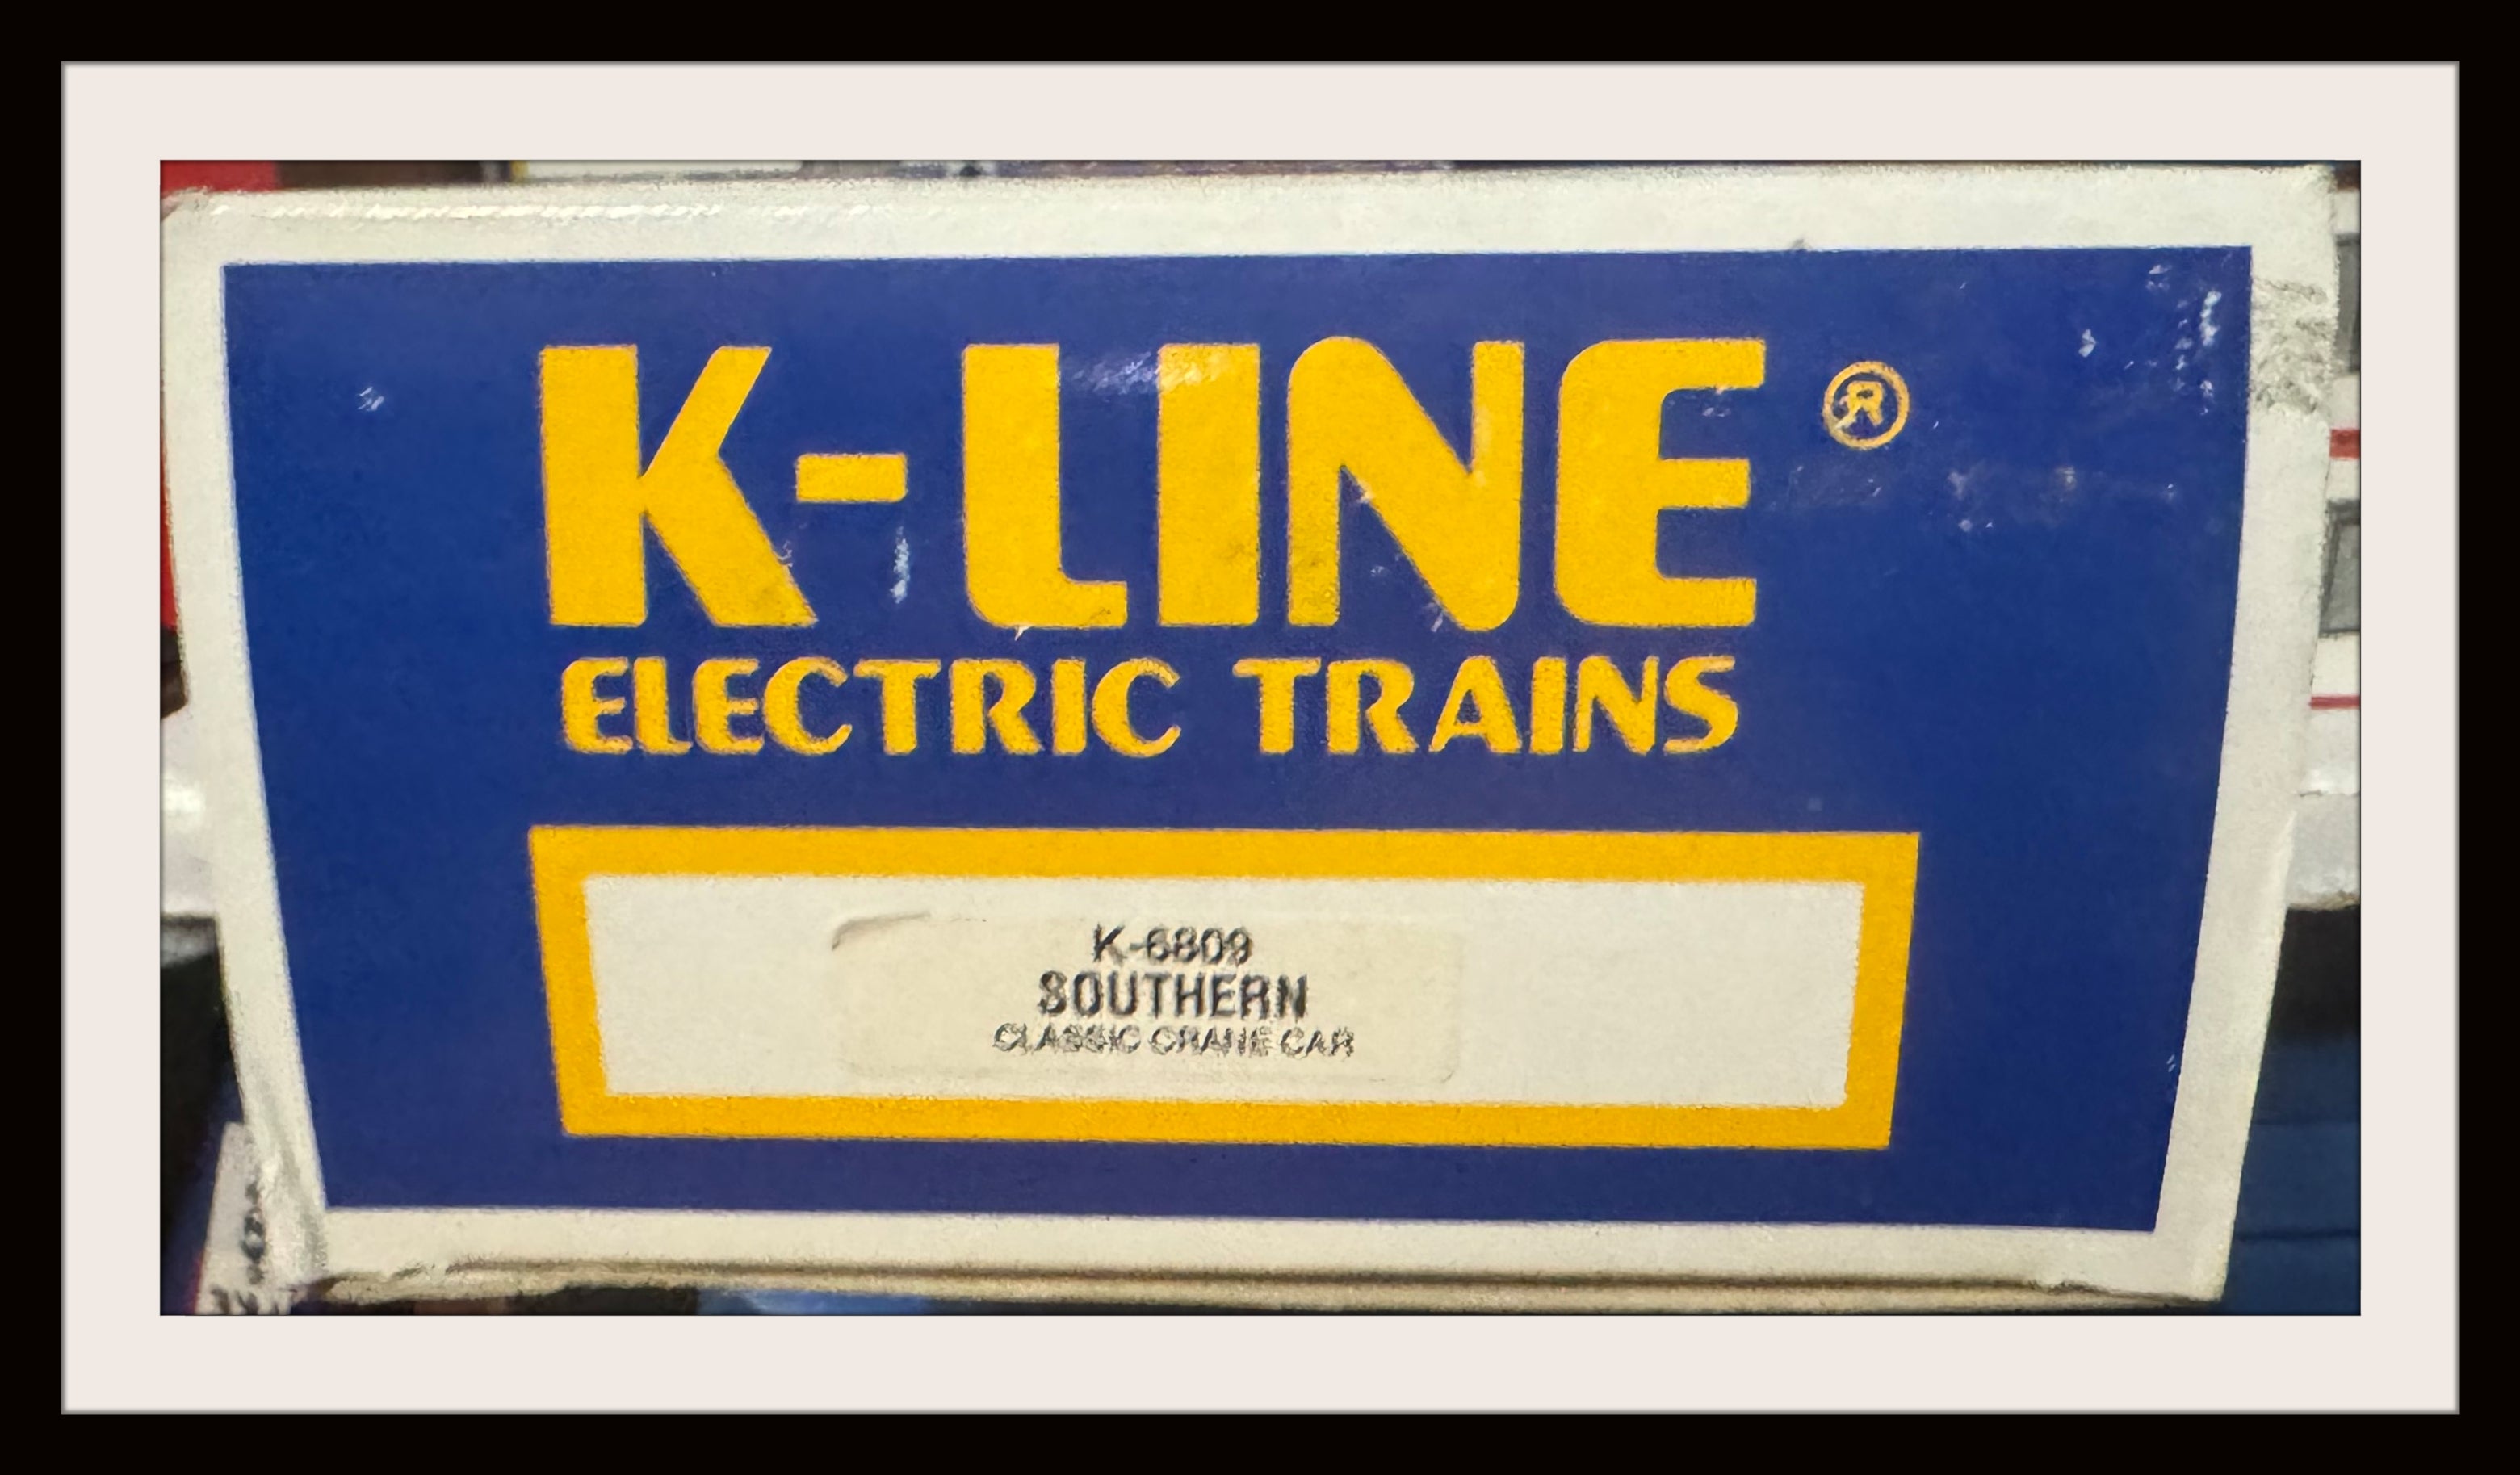 K-LINE®
ELECTRIC TRAINS
K-6809
SOUTHERN
CLASSIC CRANE CAR